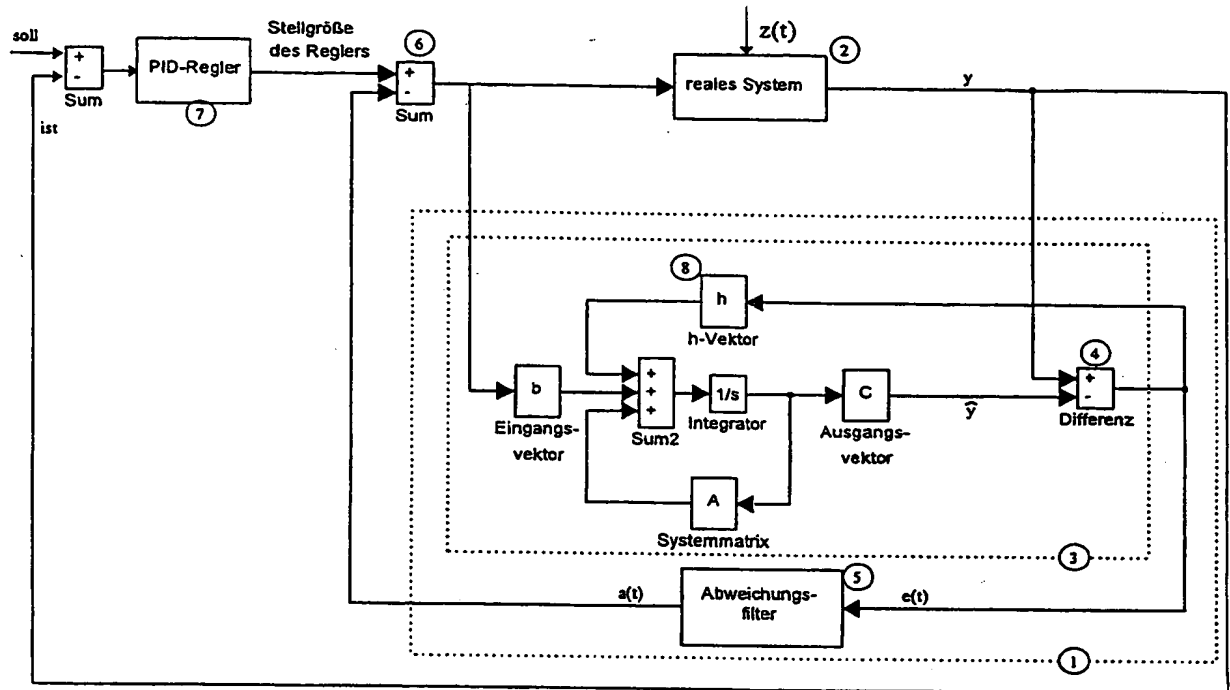 soll
+
-
Sum
ist
PID-Regler
7
Stellgröße
des Reglers
6
+
-
Sum
z(t)
2
reales System
y
8
h
h-Vektor
b
Eingangs-
vektor
+
+
+
Sum2
1/s
Integrator
C
Ausgangs-
vektor
ŷ
4
+
-
Differenz
A
Systemmatrix
3
a(t)
Abweichungs-
filter
5
e(t)
1